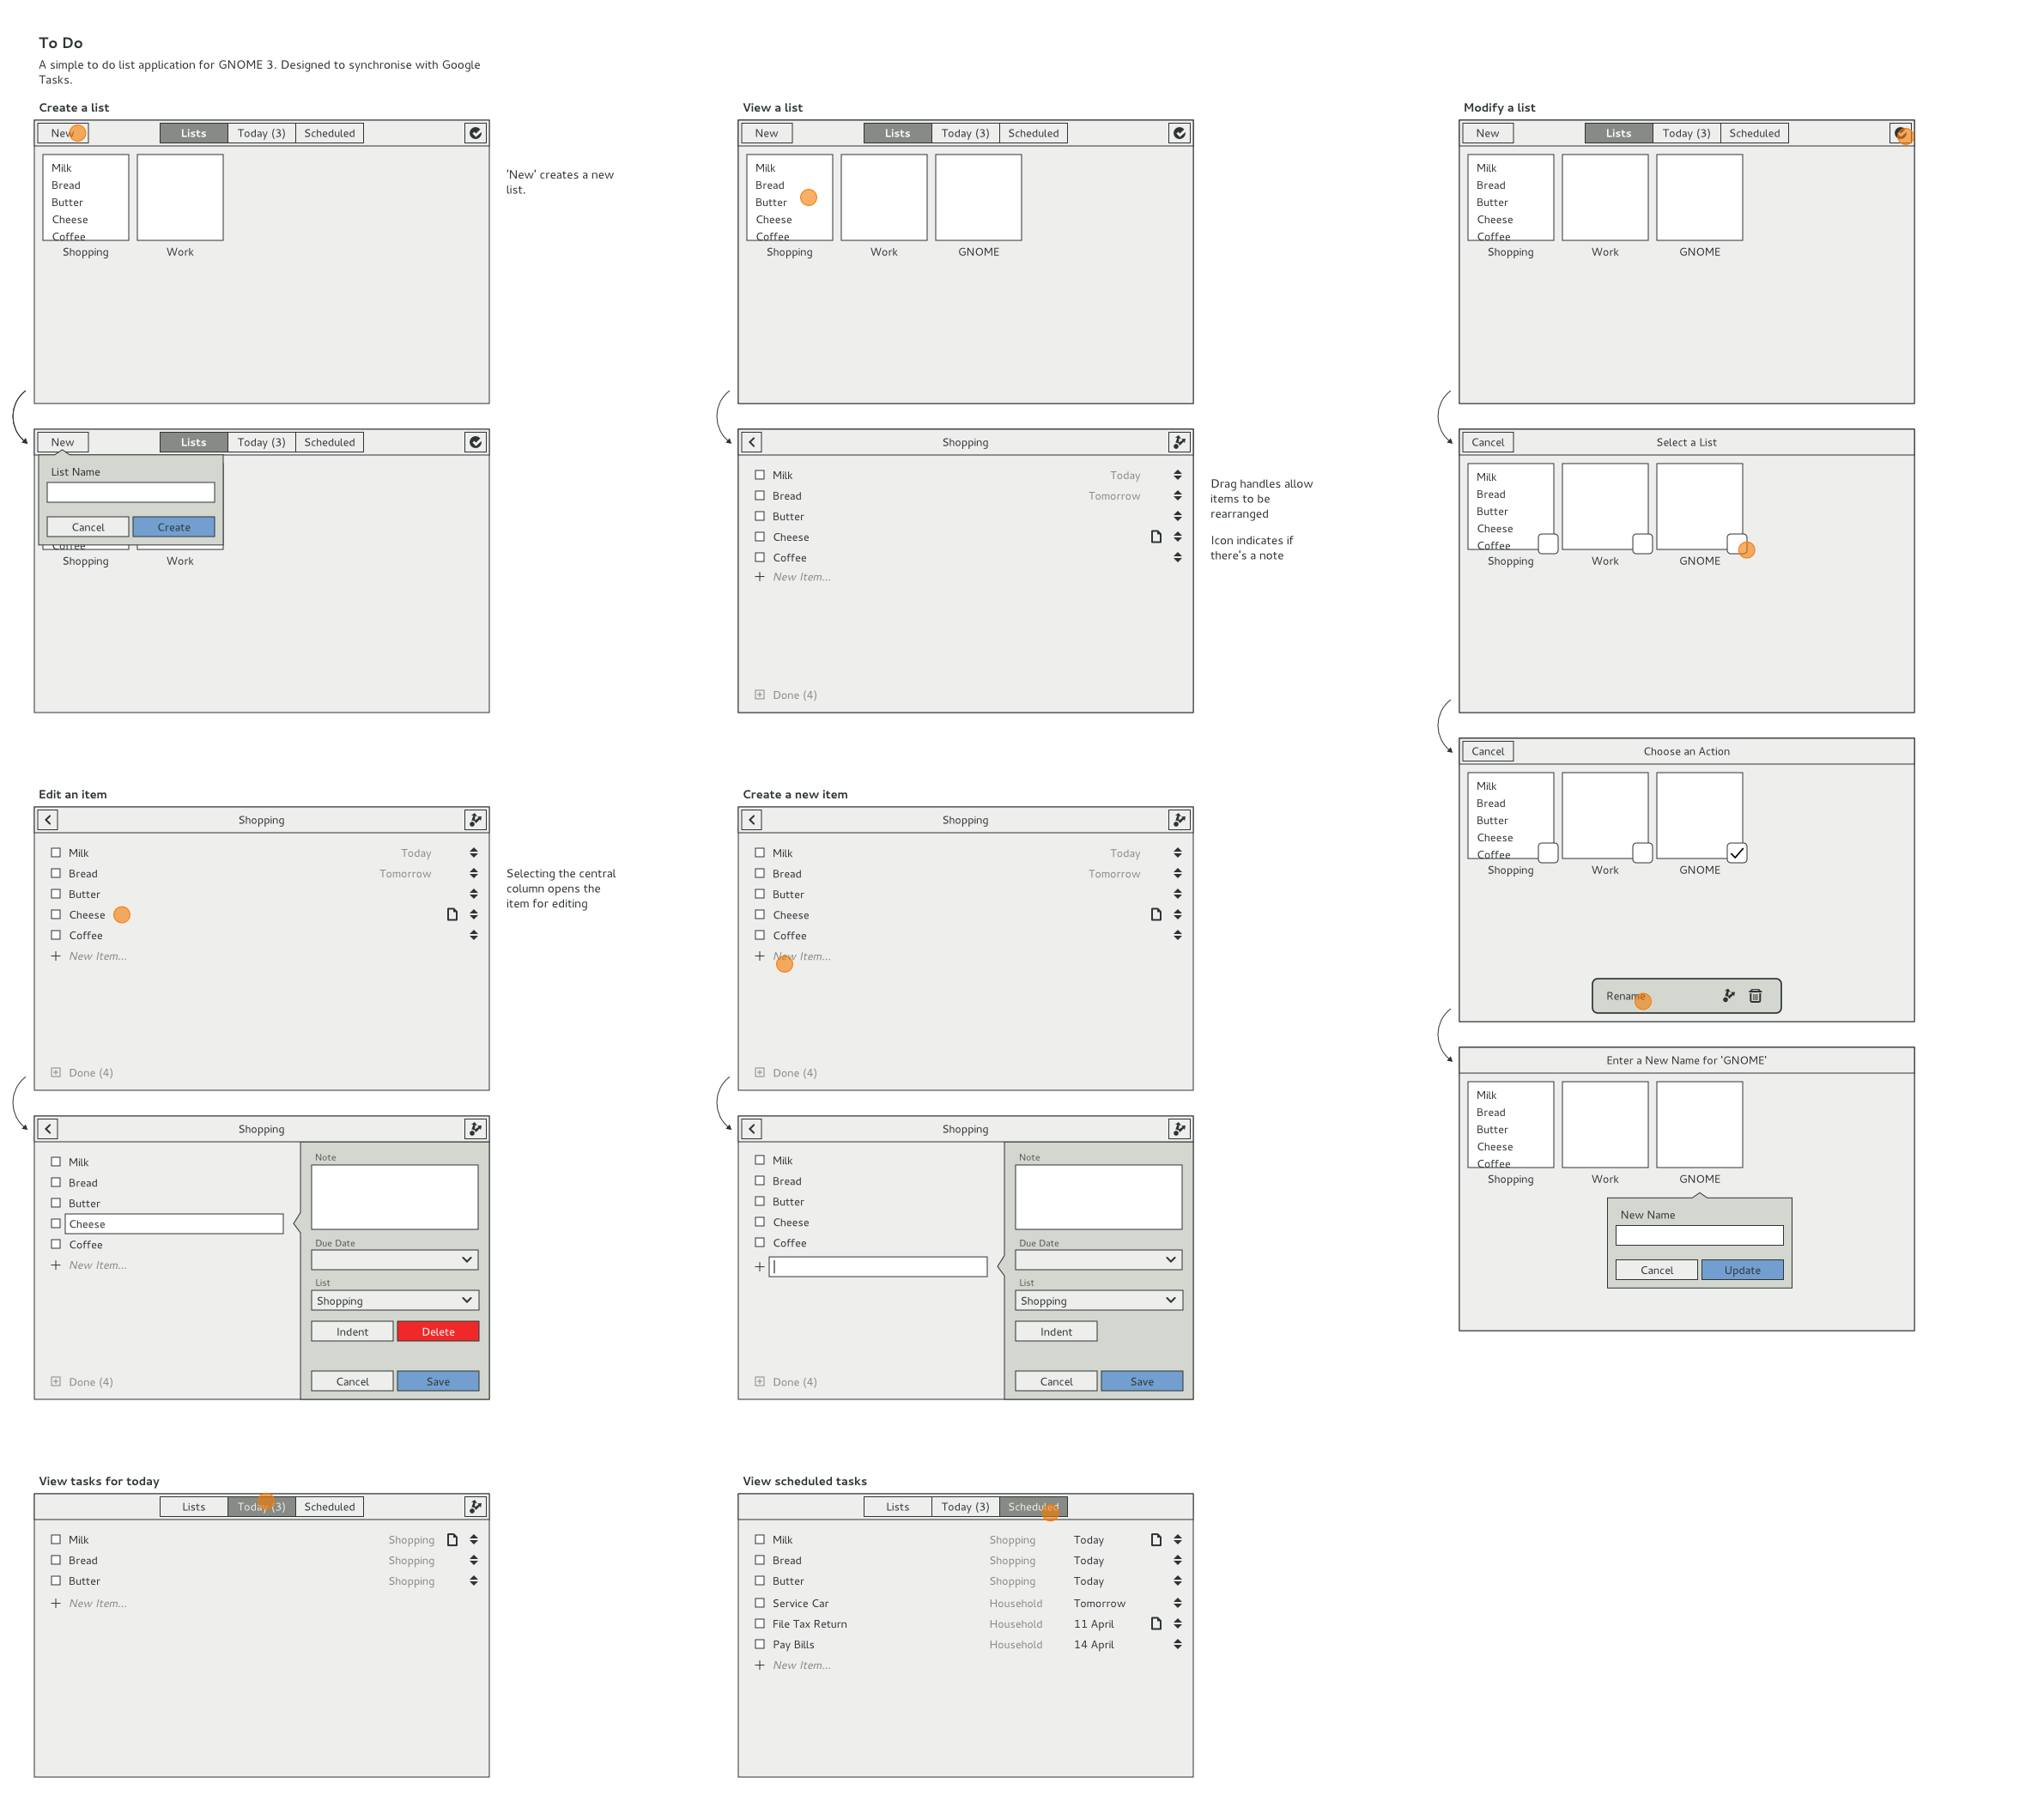 To Do
A simple to do list application for GNOME 3. Designed to synchronise with Google
Tasks.
Create a list
New
Lists
Today (3)
Scheduled
Milk
Bread
Butter
Cheese
Coffee
Shopping
Work
'New' creates a new
list.
New
Lists
Today (3)
Scheduled
List Name
Cancel
Create
Coffee
Shopping
Work
View a list
New
Lists
Today (3)
Scheduled
Milk
Bread
Butter
Cheese
Coffee
Shopping
Work
GNOME
Shopping
Milk
Today
Bread
Tomorrow
Butter
Cheese
Coffee
New Item...
Done (4)
Drag handles allow
items to be
rearranged
Icon indicates if
there's a note
Modify a list
New
Lists
Today (3)
Scheduled
Milk
Bread
Butter
Cheese
Coffee
Shopping
Work
GNOME
Cancel
Select a List
Milk
Bread
Butter
Cheese
Coffee
Shopping
Work
GNOME
Cancel
Choose an Action
Milk
Bread
Butter
Cheese
Coffee
Shopping
Work
GNOME
Rename
Enter a New Name for 'GNOME'
Milk
Bread
Butter
Cheese
Coffee
Shopping
Work
GNOME
New Name
Cancel
Update
Edit an item
Shopping
Milk
Today
Bread
Tomorrow
Butter
Cheese
Coffee
New Item...
Done (4)
Selecting the central
column opens the
item for editing
Shopping
Milk
Bread
Butter
Cheese
Coffee
New Item...
Done (4)
Note
Due Date
List
Shopping
Indent
Delete
Cancel
Save
Create a new item
Shopping
Milk
Today
Bread
Tomorrow
Butter
Cheese
Coffee
New Item...
Done (4)
Shopping
Milk
Bread
Butter
Cheese
Coffee
Done (4)
Note
Due Date
List
Shopping
Indent
Cancel
Save
View tasks for today
Lists
Today (3)
Scheduled
Milk
Shopping
Bread
Shopping
Butter
Shopping
New Item...
View scheduled tasks
Lists
Today (3)
Scheduled
Milk
Shopping
Today
Bread
Shopping
Today
Butter
Shopping
Today
Service Car
Household
Tomorrow
File Tax Return
Household
11 April
Pay Bills
Household
14 April
New Item...